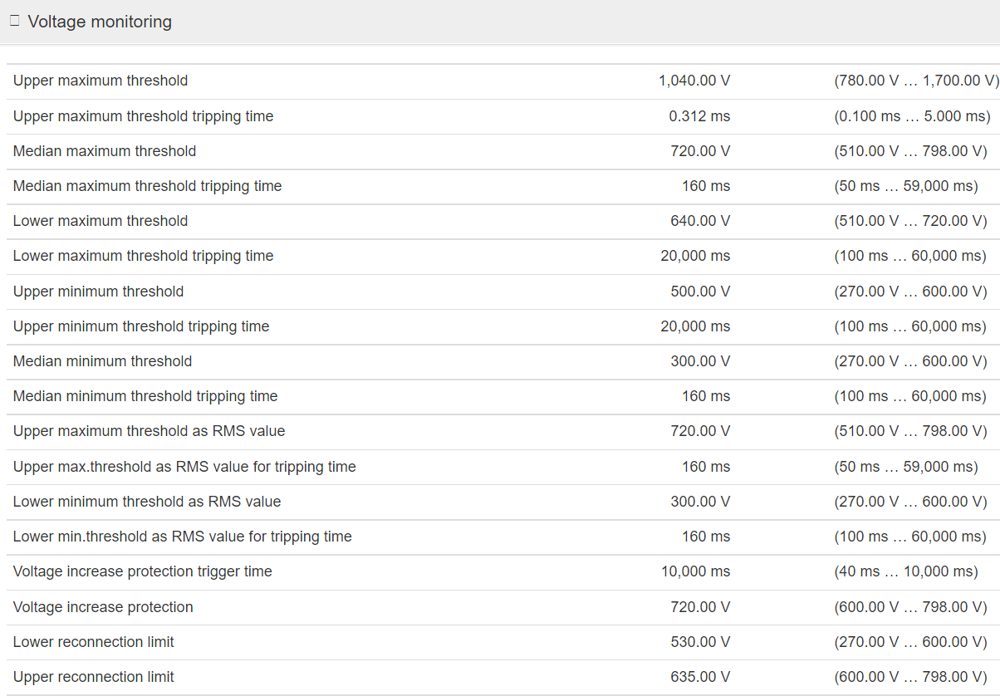 Voltage monitoring
Upper maximum threshold 1,040.00 V (780.00 V … 1,700.00 V)
Upper maximum threshold tripping time 0.312 ms (0.100 ms … 5.000 ms)
Median maximum threshold 720.00 V (510.00 V … 798.00 V)
Median maximum threshold tripping time 160 ms (50 ms … 59,000 ms)
Lower maximum threshold 640.00 V (510.00 V … 720.00 V)
Lower maximum threshold tripping time 20,000 ms (100 ms … 60,000 ms)
Upper minimum threshold 500.00 V (270.00 V … 600.00 V)
Upper minimum threshold tripping time 20,000 ms (100 ms … 60,000 ms)
Median minimum threshold 300.00 V (270.00 V … 600.00 V)
Median minimum threshold tripping time 160 ms (100 ms … 60,000 ms)
Upper maximum threshold as RMS value 720.00 V (510.00 V … 798.00 V)
Upper max.threshold as RMS value for tripping time 160 ms (50 ms … 59,000 ms)
Lower minimum threshold as RMS value 300.00 V (270.00 V … 600.00 V)
Lower min.threshold as RMS value for tripping time 160 ms (100 ms … 60,000 ms)
Voltage increase protection trigger time 10,000 ms (40 ms … 10,000 ms)
Voltage increase protection 720.00 V (600.00 V … 798.00 V)
Lower reconnection limit 530.00 V (270.00 V … 600.00 V)
Upper reconnection limit 635.00 V (600.00 V … 798.00 V)